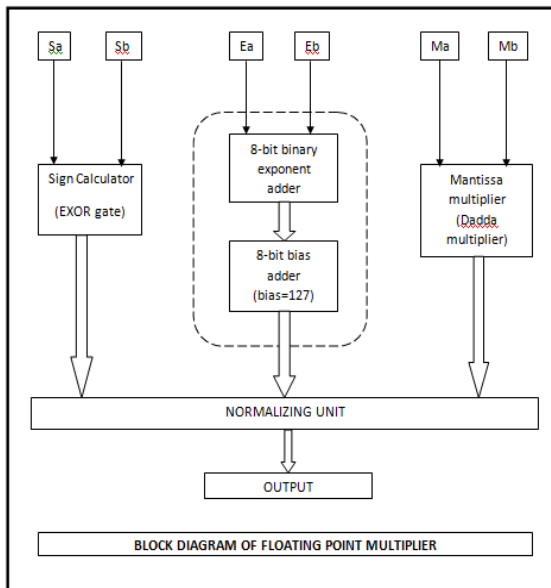 Sa Sb Ea Eb Ma Mb
Sign Calculator
(EXOR gate)
8-bit binary
exponent
adder
8-bit bias
adder
(bias=127)
Mantissa
multiplier
(Dadda
multiplier)
NORMALIZING UNIT
OUTPUT
BLOCK DIAGRAM OF FLOATING POINT MULTIPLIER